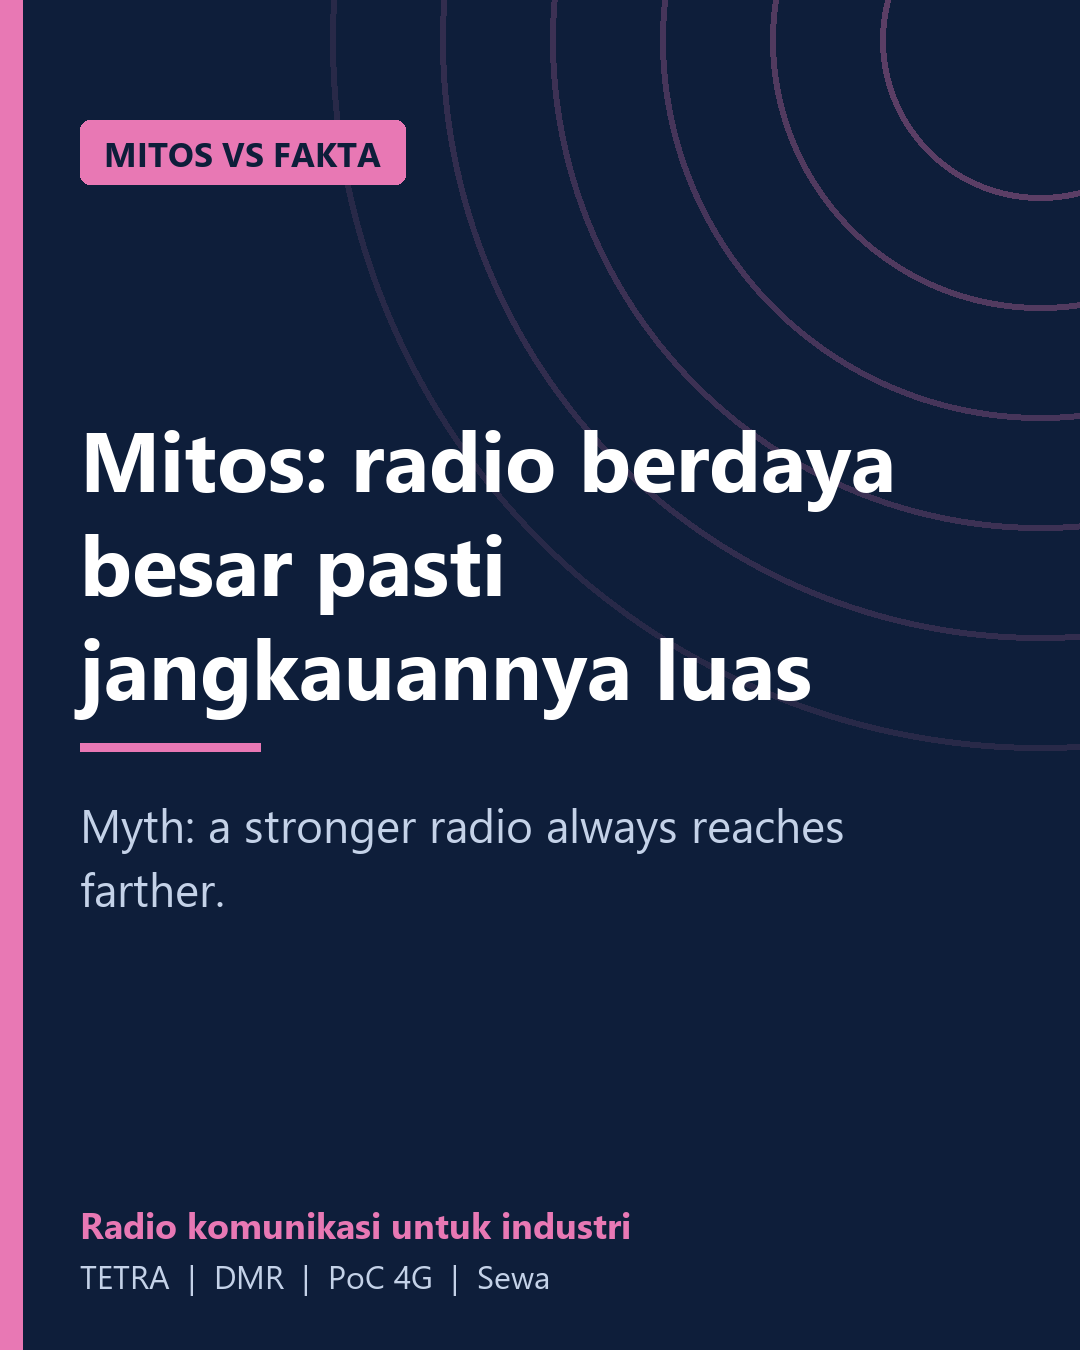 MITOS VS FAKTA
Mitos: radio berdaya
besar pasti
jangkauannya luas
Myth: a stronger radio always reaches
farther.
Radio komunikasi untuk industri
TETRA | DMR | PoC 4G | Sewa